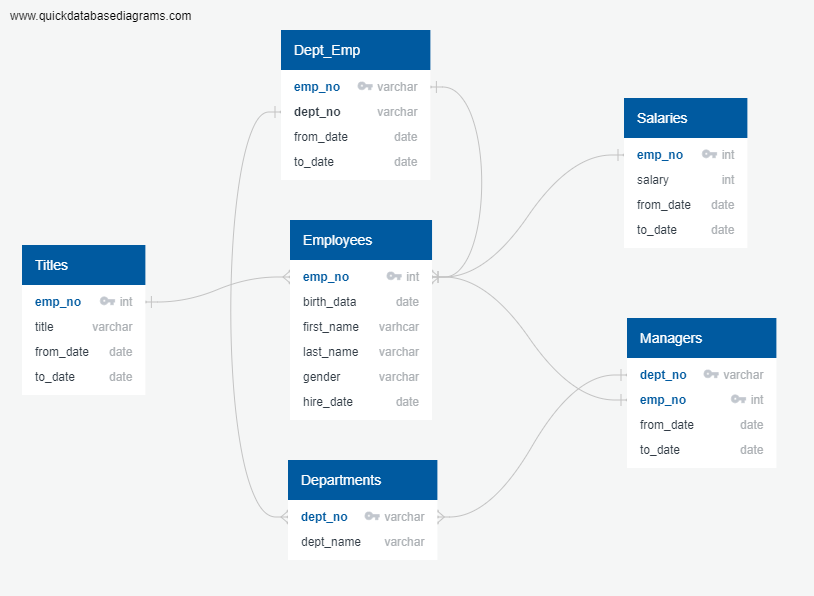 www.quickdatabasediagrams.com
Dept_Emp
emp_no varchar
dept_no varchar
from_date date
to_date date
Salaries
emp_no int
salary int
from_date date
to_date date
Employees
emp_no int
birth_data date
first_name varhcar
last_name varchar
gender varchar
hire_date date
Titles
emp_no int
title varchar
from_date date
to_date date
Managers
dept_no varchar
emp_no int
from_date date
to_date date
Departments
dept_no varchar
dept_name varchar